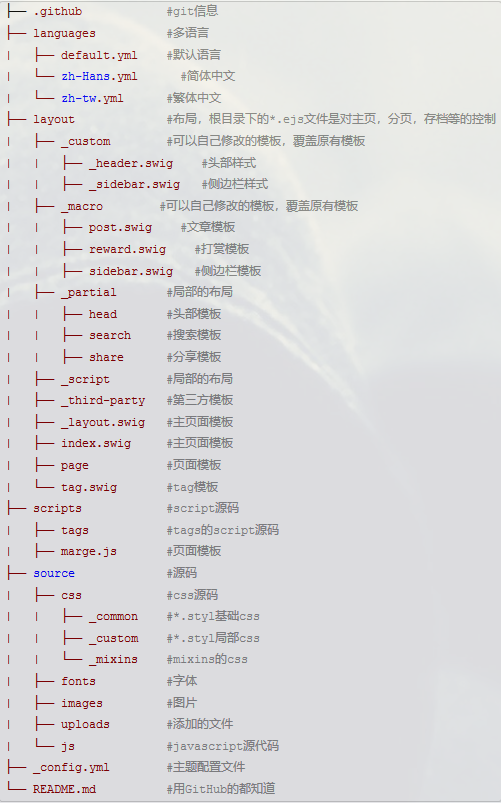 ├── .github            #git信息
├── languages          #多语言
|   ├── default.yml    #默认语言
|   └── zh-Hans.yml      #简体中文
|   └── zh-tw.yml      #繁体中文
├── layout             #布局，根目录下的*.ejs文件是对主页，分页，存档等的控制
|   ├── _custom        #可以自己修改的模板，覆盖原有模板
|   |   ├── _header.swig    #头部样式
|   |   ├── _sidebar.swig   #侧边栏样式
|   ├── _macro        #可以自己修改的模板，覆盖原有模板
|   |   ├── post.swig    #文章模板
|   |   ├── reward.swig    #打赏模板
|   |   ├── sidebar.swig   #侧边栏模板
|   ├── _partial       #局部的布局
|   |   ├── head       #头部模板
|   |   ├── search     #搜索模板
|   |   ├── share      #分享模板
|   ├── _script        #局部的布局
|   ├── _third-party   #第三方模板
|   ├── _layout.swig   #主页面模板
|   ├── index.swig     #主页面模板
|   ├── page           #页面模板
|   └── tag.swig       #tag模板
├── scripts            #script源码
|   ├── tags           #tags的script源码
|   ├── marge.js       #页面模板
├── source             #源码
|   ├── css            #css源码
|   |   ├── _common    #*.styl基础css
|   |   ├── _custom    #*.styl局部css
|   |   └── _mixins    #mixins的css
|   ├── fonts          #字体
|   ├── images         #图片
|   ├── uploads        #添加的文件
|   └── js             #javascript源代码
├── _config.yml        #主题配置文件
└── README.md          #用GitHub的都知道